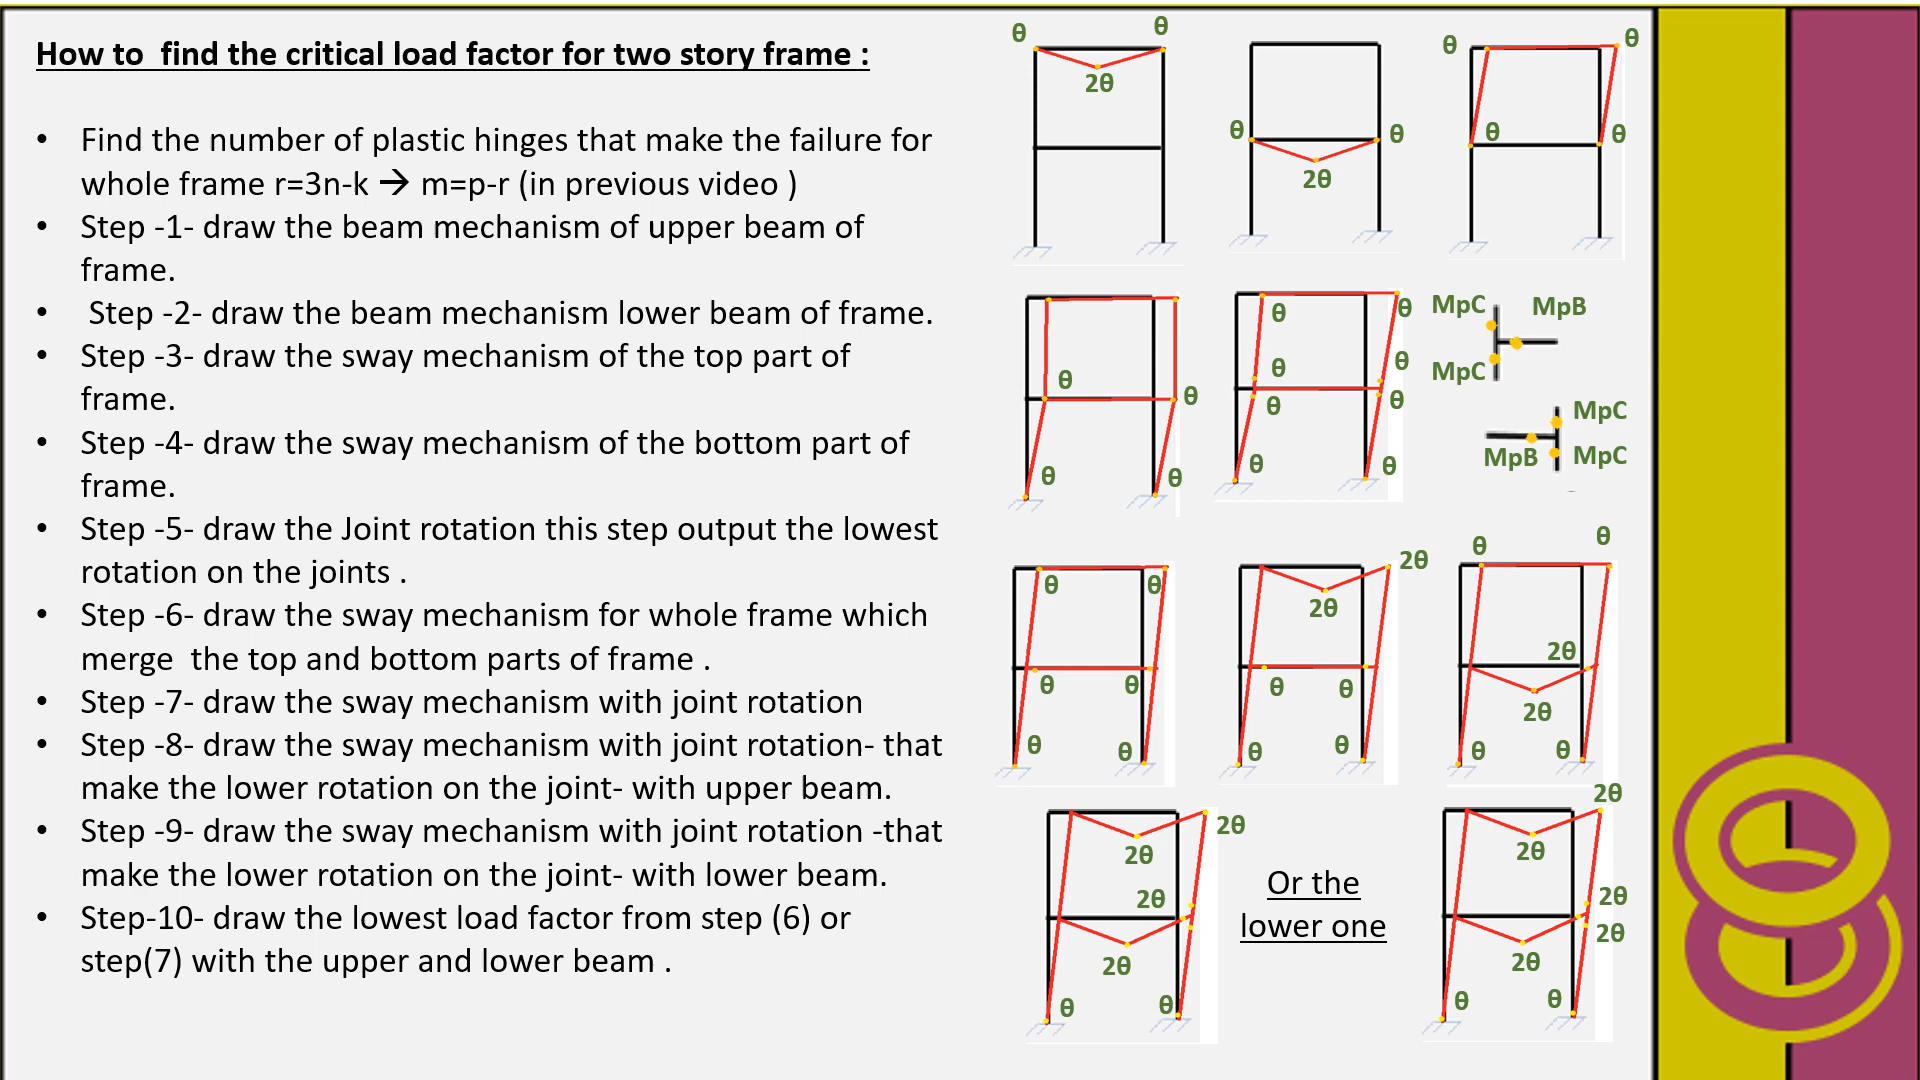 How to  find the critical load factor for two story frame :
• Find the number of plastic hinges that make the failure for
whole frame r=3n-k → m=p-r (in previous video )
• Step -1- draw the beam mechanism of upper beam of
frame.
• Step -2- draw the beam mechanism lower beam of frame.
• Step -3- draw the sway mechanism of the top part of
frame.
• Step -4- draw the sway mechanism of the bottom part of
frame.
• Step -5- draw the Joint rotation this step output the lowest
rotation on the joints .
• Step -6- draw the sway mechanism for whole frame which
merge  the top and bottom parts of frame .
• Step -7- draw the sway mechanism with joint rotation
• Step -8- draw the sway mechanism with joint rotation- that
make the lower rotation on the joint- with upper beam.
• Step -9- draw the sway mechanism with joint rotation -that
make the lower rotation on the joint- with lower beam.
• Step-10- draw the lowest load factor from step (6) or
step(7) with the upper and lower beam .
θ θ
2θ
θ θ
2θ
θ θ
θ θ
θ θ
θ θ
θ θ
θ θ
θ θ
θ θ
MpC MpB
MpC
MpC
MpB MpC
θ θ
θ θ
θ θ
2θ
2θ
θ θ
θ θ
θ θ
2θ
2θ
θ θ
2θ
2θ
2θ
2θ
θ θ
Or the
lower one
2θ
2θ
2θ
2θ
2θ
θ θ